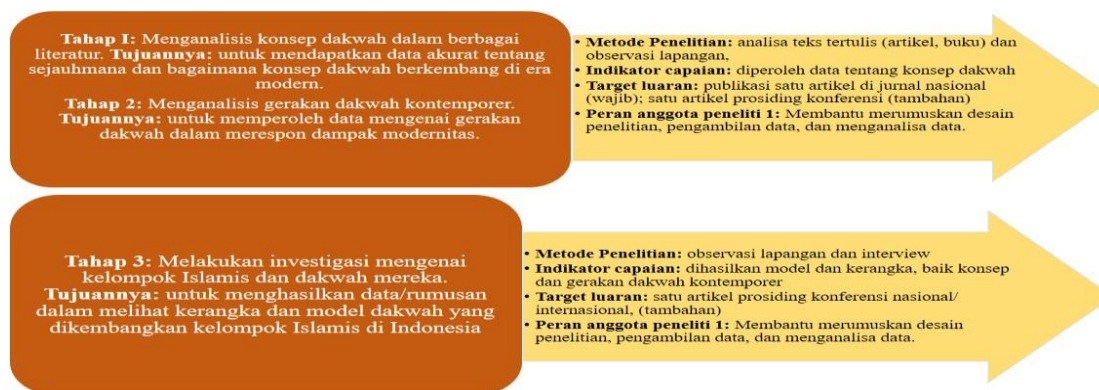 Tahap I: Menganalisis konsep dakwah dalam berbagai
literatur. Tujuannya: untuk mendapatkan data akurat tentang
sejauhmana dan bagaimana konsep dakwah berkembang di era
modern.
Tahap 2: Menganalisis gerakan dakwah kontemporer.
Tujuannya: untuk memperoleh data mengenai gerakan
dakwah dalam merespon dampak modernitas.
• Metode Penelitian: analisa teks tertulis (artikel, buku) dan
observasi lapangan,
• Indikator capaian: diperoleh data tentang konsep dakwah
• Target luaran: publikasi satu artikel di jurnal nasional
(wajib); satu artikel prosiding konferensi (tambahan)
• Peran anggota peneliti 1: Membantu merumuskan desain
penelitian, pengambilan data, dan menganalisa data.
Tahap 3: Melakukan investigasi mengenai
kelompok Islamis dan dakwah mereka.
Tujuannya: untuk menghasilkan data/rumusan
dalam melihat kerangka dan model dakwah yang
dikembangkan kelompok Islamis di Indonesia
• Metode Penelitian: observasi lapangan dan interview
• Indikator capaian: dihasilkan model dan kerangka, baik konsep
dan gerakan dakwah kontemporer
• Target luaran: satu artikel prosiding konferensi nasional/
internasional, (tambahan)
• Peran anggota peneliti 1: Membantu merumuskan desain
penelitian, pengambilan data, dan menganalisa data.